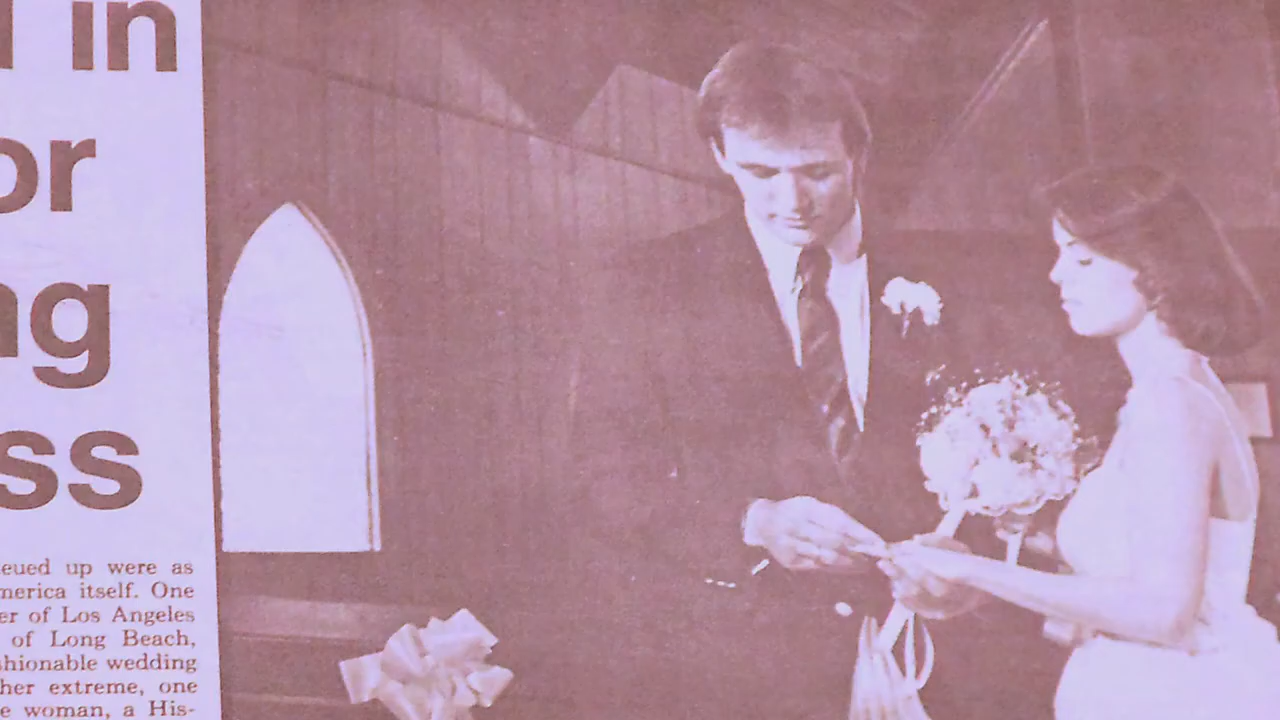 in
or
ng
ss
eued up were as
merica itself. One
er of Los Angeles
of Long Beach,
shionable wedding
her extreme, one
e woman, a His-